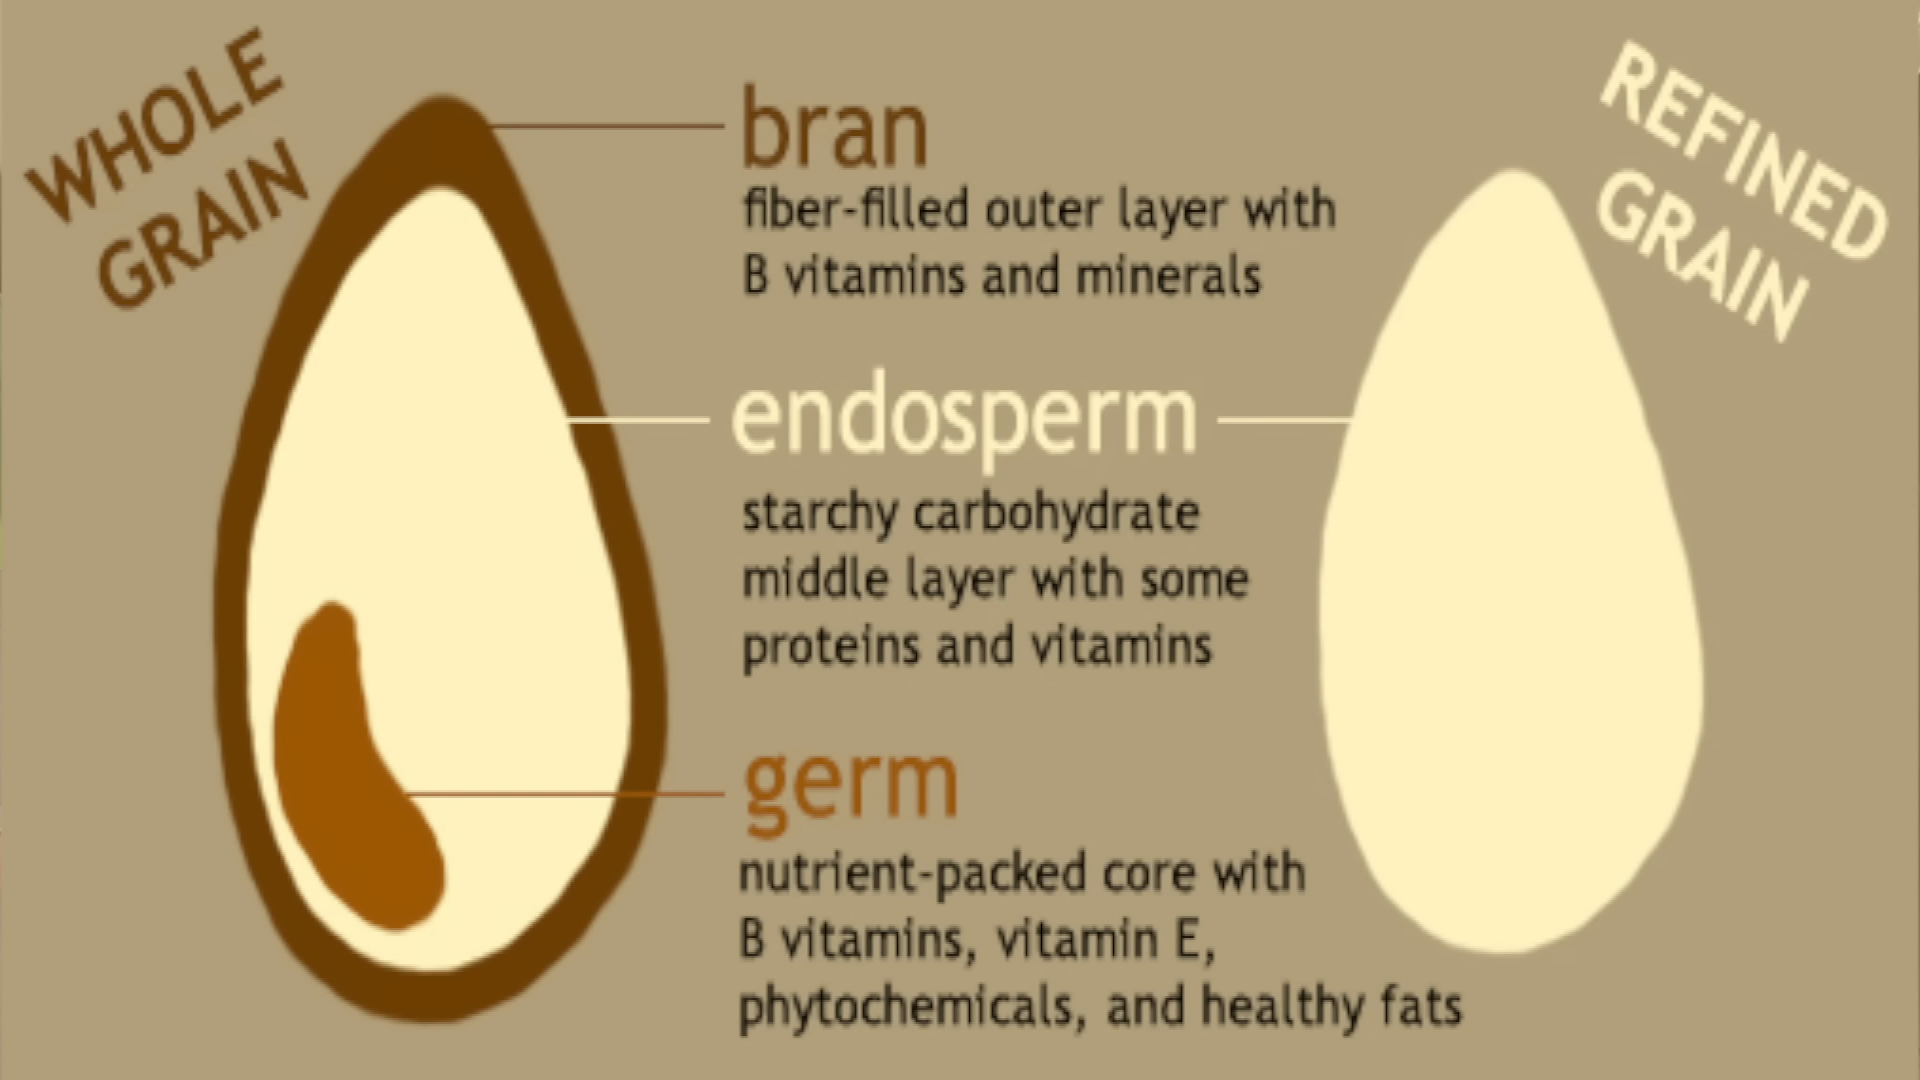 WHOLE
GRAIN
bran
fiber-filled outer layer with
B vitamins and minerals
endosperm
starchy carbohydrate
middle layer with some
proteins and vitamins
germ
nutrient-packed core with
B vitamins, vitamin E,
phytochemicals, and healthy fats
REFINED
GRAIN